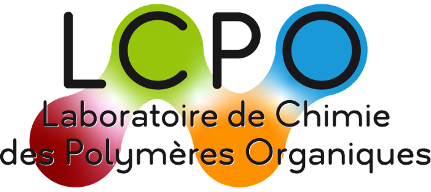 LCPO
Laboratoire de Chimie
des Polymères Organiques